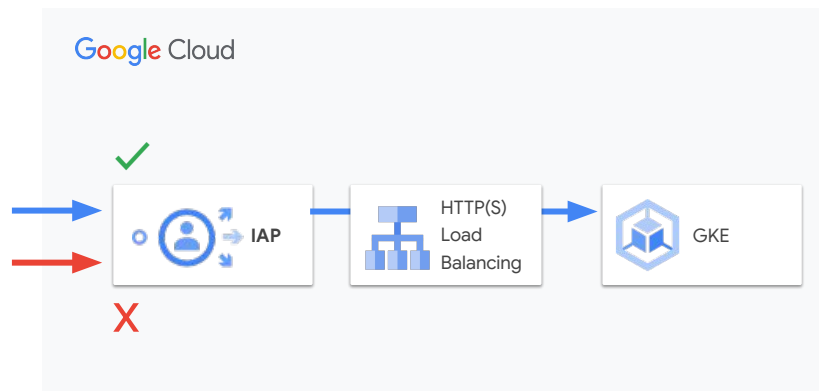 Google Cloud
IAP
HTTP(S)
Load
Balancing
GKE
X